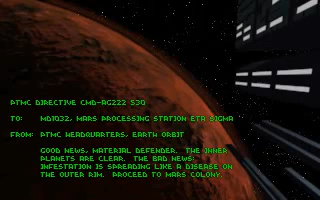 PTMC DIRECTIVE CMD-AG222 S3D
TO: MD1032, MARS PROCESSING STATION ETA SIGMA
FROM: PTMC HEADQUARTERS, EARTH ORBIT
GOOD NEWS, MATERIAL DEFENDER. THE INNER
PLANETS ARE CLEAR. THE BAD NEWS:
INFESTATION IS SPREADING LIKE A DISEASE ON
THE OUTER RIM. PROCEED TO MARS COLONY.